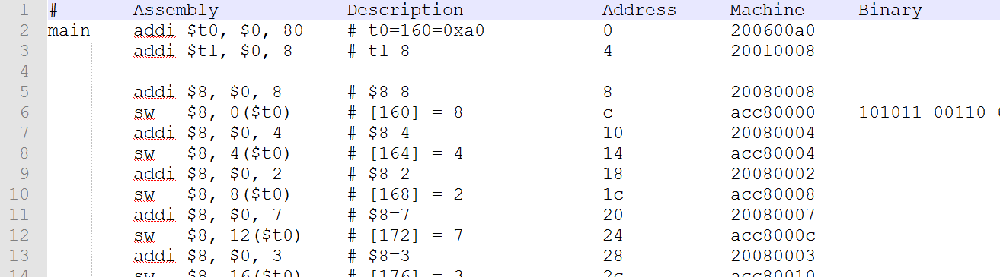 1 # Assembly Description Address Machine Binary
2 main addi $t0, $0, 80 # t0=160=0xa0 0 200600a0
3 addi $t1, $0, 8 # t1=8 4 20010008
4
5 addi $8, $0, 8 # $8=8 8 20080008
6 sw $8, 0($t0) # [160] = 8 c acc80000 101011 00110
7 addi $8, $0, 4 # $8=4 10 20080004
8 sw $8, 4($t0) # [164] = 4 14 acc80004
9 addi $8, $0, 2 # $8=2 18 20080002
10 sw $8, 8($t0) # [168] = 2 1c acc80008
11 addi $8, $0, 7 # $8=7 20 20080007
12 sw $8, 12($t0) # [172] = 7 24 acc8000c
13 addi $8, $0, 3 # $8=3 28 20080003
14 sw $8, 16($t0) # [176] = 3 2c acc80010